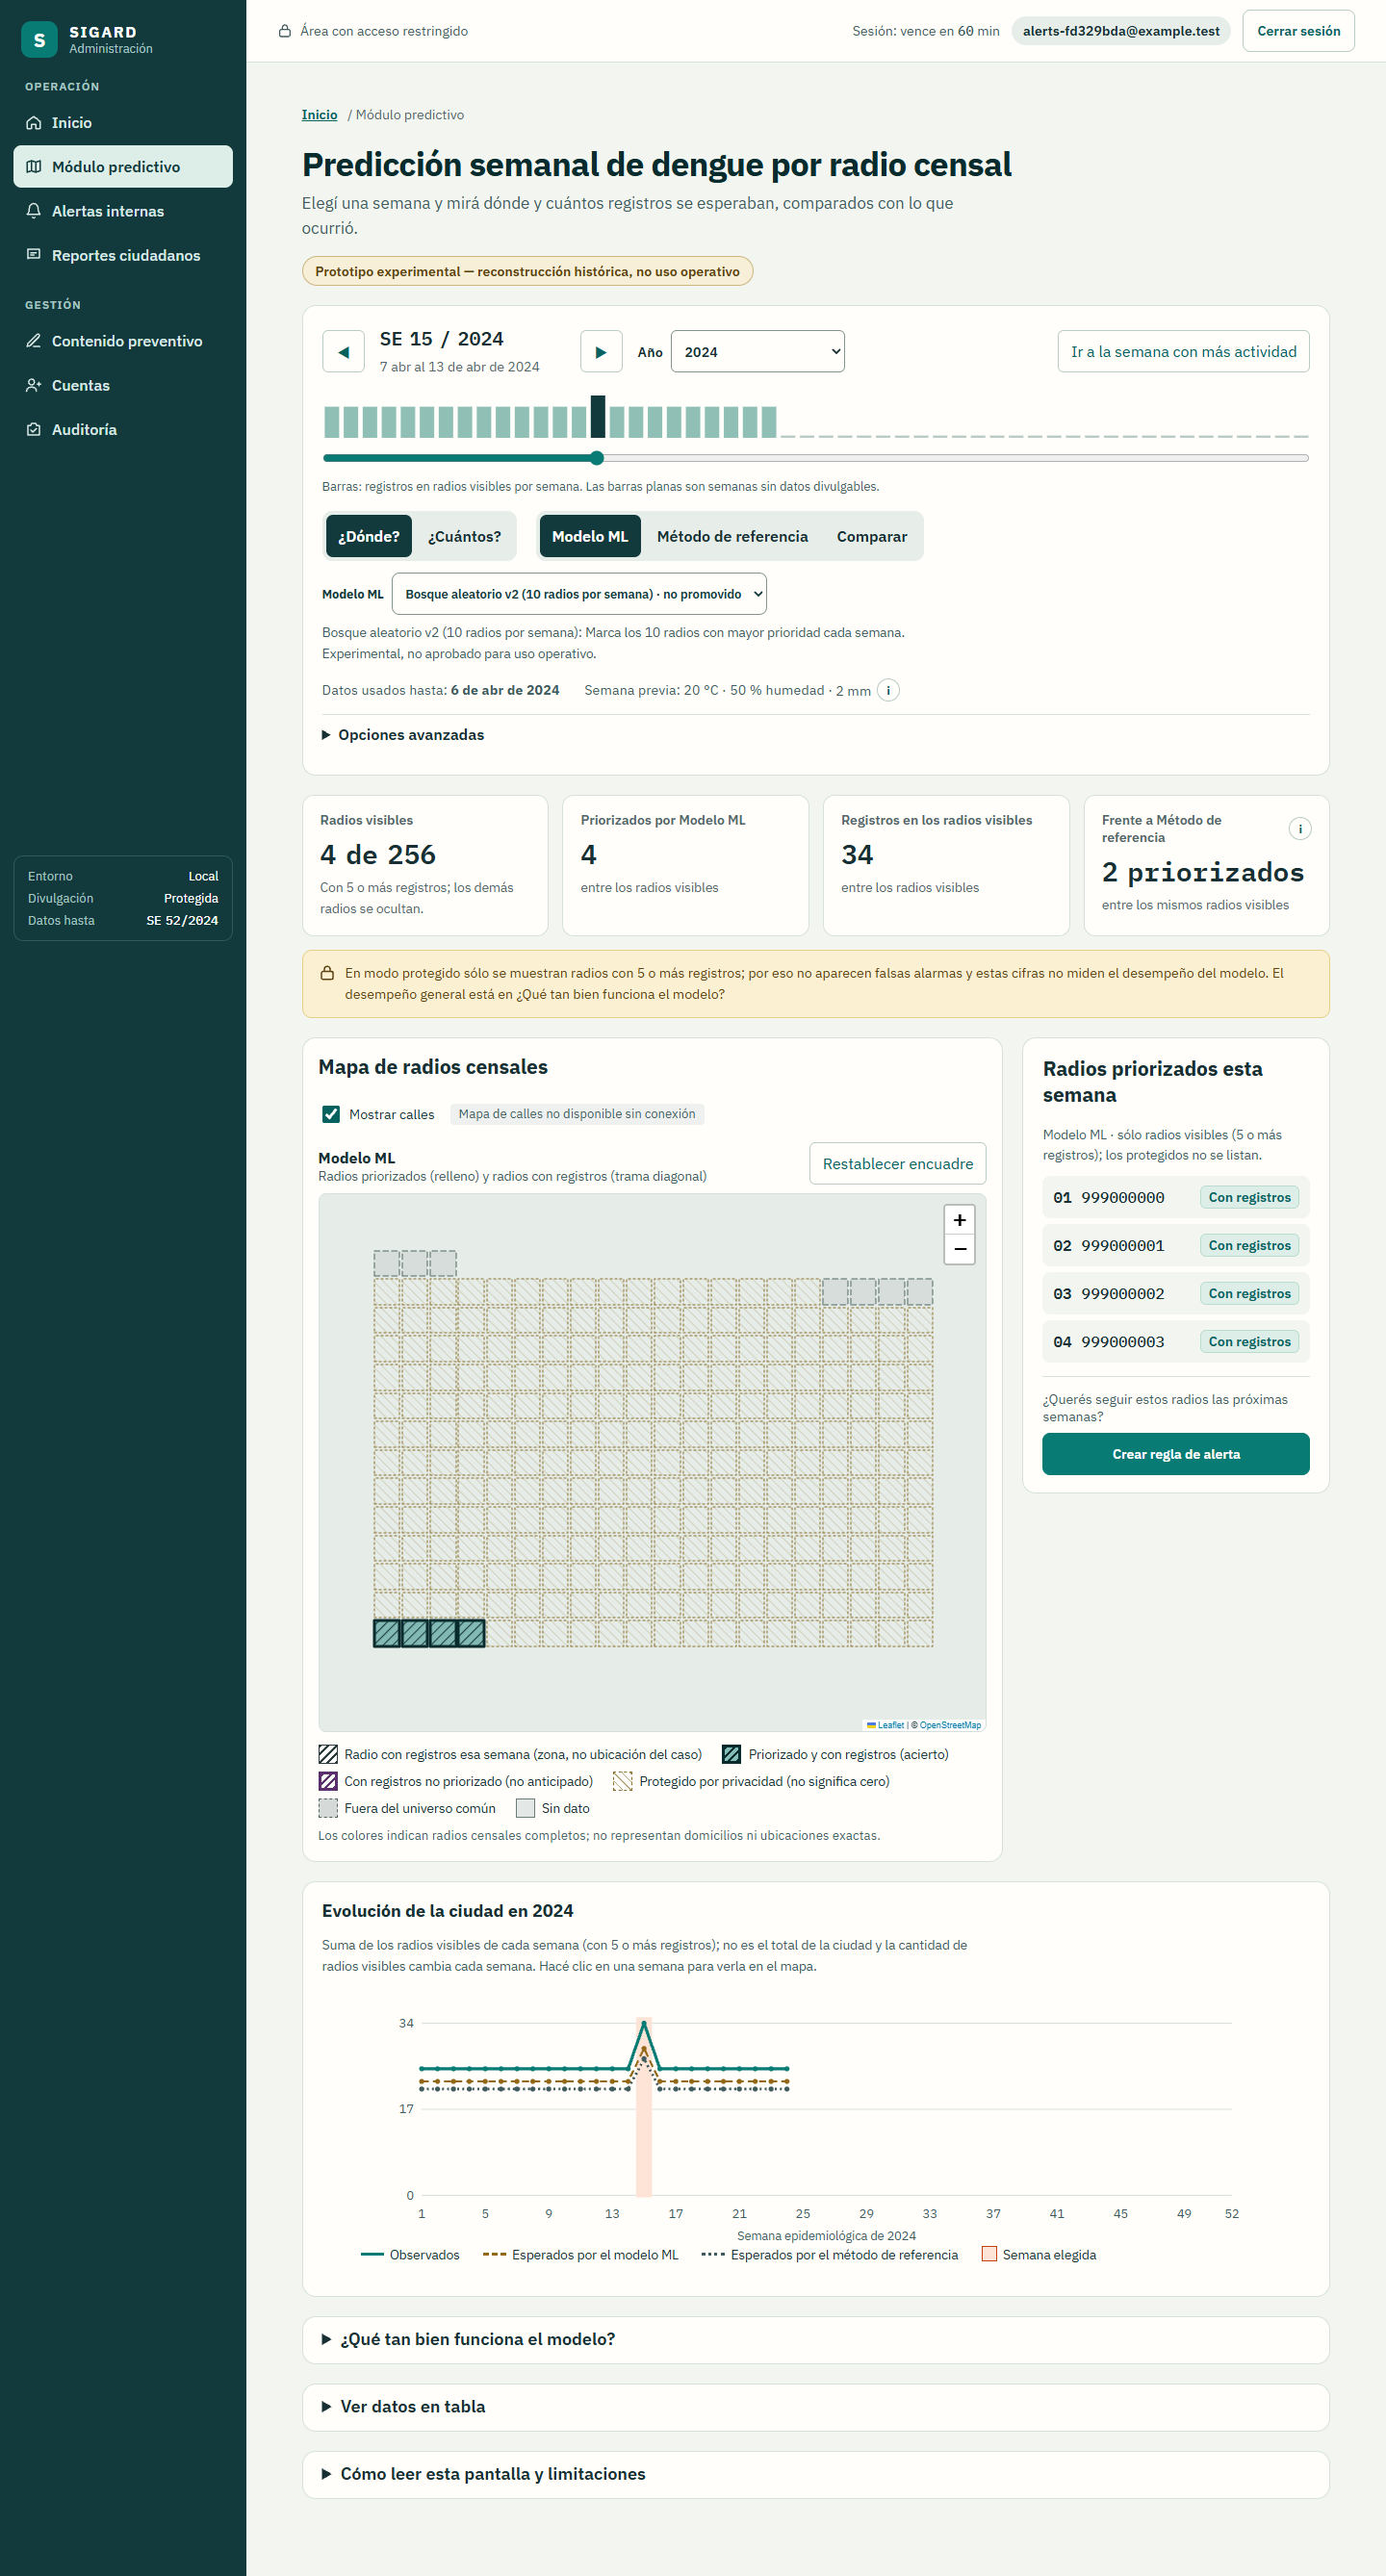 S
SIGARD
Administración
OPERACIÓN
Inicio
Módulo predictivo
Alertas internas
Reportes ciudadanos
GESTIÓN
Contenido preventivo
Cuentas
Auditoría
Entorno Local
Divulgación Protegida
Datos hasta SE 52/2024
Área con acceso restringido
Sesión: vence en 60 min
alerts-fd329bda@example.test
Cerrar sesión
Inicio / Módulo predictivo
Predicción semanal de dengue por radio censal
Elegí una semana y mirá dónde y cuántos registros se esperaban, comparados con lo que
ocurrió.
Prototipo experimental — reconstrucción histórica, no uso operativo
SE 15 / 2024
7 abr al 13 de abr de 2024
Año 2024
Ir a la semana con más actividad
Barras: registros en radios visibles por semana. Las barras planas son semanas sin datos divulgables.
¿Dónde? ¿Cuántos? Modelo ML Método de referencia Comparar
Modelo ML Bosque aleatorio v2 (10 radios por semana) · no promovido
Bosque aleatorio v2 (10 radios por semana): Marca los 10 radios con mayor prioridad cada semana.
Experimental, no aprobado para uso operativo.
Datos usados hasta: 6 de abr de 2024 Semana previa: 20 °C · 50 % humedad · 2 mm i
Opciones avanzadas
Radios visibles
4 de 256
Con 5 o más registros; los demás
radios se ocultan.
Priorizados por Modelo ML
4
entre los radios visibles
Registros en los radios visibles
34
entre los radios visibles
Frente a Método de
referencia
i
2 priorizados
entre los mismos radios visibles
En modo protegido sólo se muestran radios con 5 o más registros; por eso no aparecen falsas alarmas y estas cifras no miden el desempeño del modelo. El
desempeño general está en ¿Qué tan bien funciona el modelo?
Mapa de radios censales
Mostrar calles Mapa de calles no disponible sin conexión
Modelo ML
Radios priorizados (relleno) y radios con registros (trama diagonal)
Restablecer encuadre
+
−
Leaflet | © OpenStreetMap
Radio con registros esa semana (zona, no ubicación del caso) Priorizado y con registros (acierto)
Con registros no priorizado (no anticipado) Protegido por privacidad (no significa cero)
Fuera del universo común Sin dato
Los colores indican radios censales completos; no representan domicilios ni ubicaciones exactas.
Radios priorizados esta
semana
Modelo ML · sólo radios visibles (5 o más
registros); los protegidos no se listan.
01 999000000 Con registros
02 999000001 Con registros
03 999000002 Con registros
04 999000003 Con registros
¿Querés seguir estos radios las próximas
semanas?
Crear regla de alerta
Evolución de la ciudad en 2024
Suma de los radios visibles de cada semana (con 5 o más registros); no es el total de la ciudad y la cantidad de
radios visibles cambia cada semana. Hacé clic en una semana para verla en el mapa.
34
17
0
1 5 9 13 17 21 25 29 33 37 41 45 49 52
Semana epidemiológica de 2024
Observados Esperados por el modelo ML Esperados por el método de referencia Semana elegida
¿Qué tan bien funciona el modelo?
Ver datos en tabla
Cómo leer esta pantalla y limitaciones